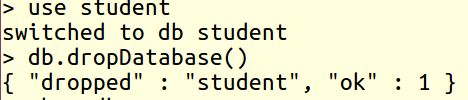 > use student
switched to db student
> db.dropDatabase()
{ "dropped" : "student", "ok" : 1 }